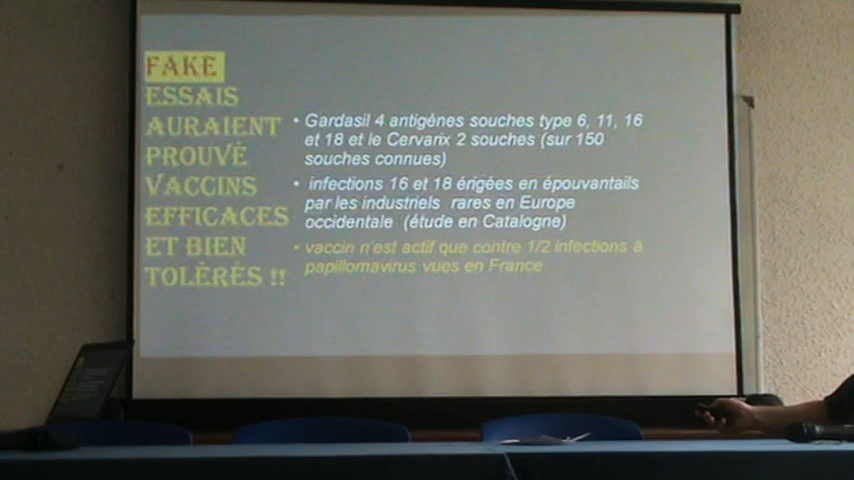 FAKE
ESSAIS
AURAIENT
PROUVÉ
VACCINS
EFFICACES
ET BIEN
TOLÉRÉS !!
• Gardasil 4 antigénes souches type 6, 11, 16
et 18 et le Cervarix 2 souches (sur 150
souches connues)
• infections 16 et 18 érigées en épouvantails
par les industriels rares en Europe
occidentale (étude en Catalogne)
• vaccin n'est actif que contre 1/2 infections à
papillomavirus vues en France